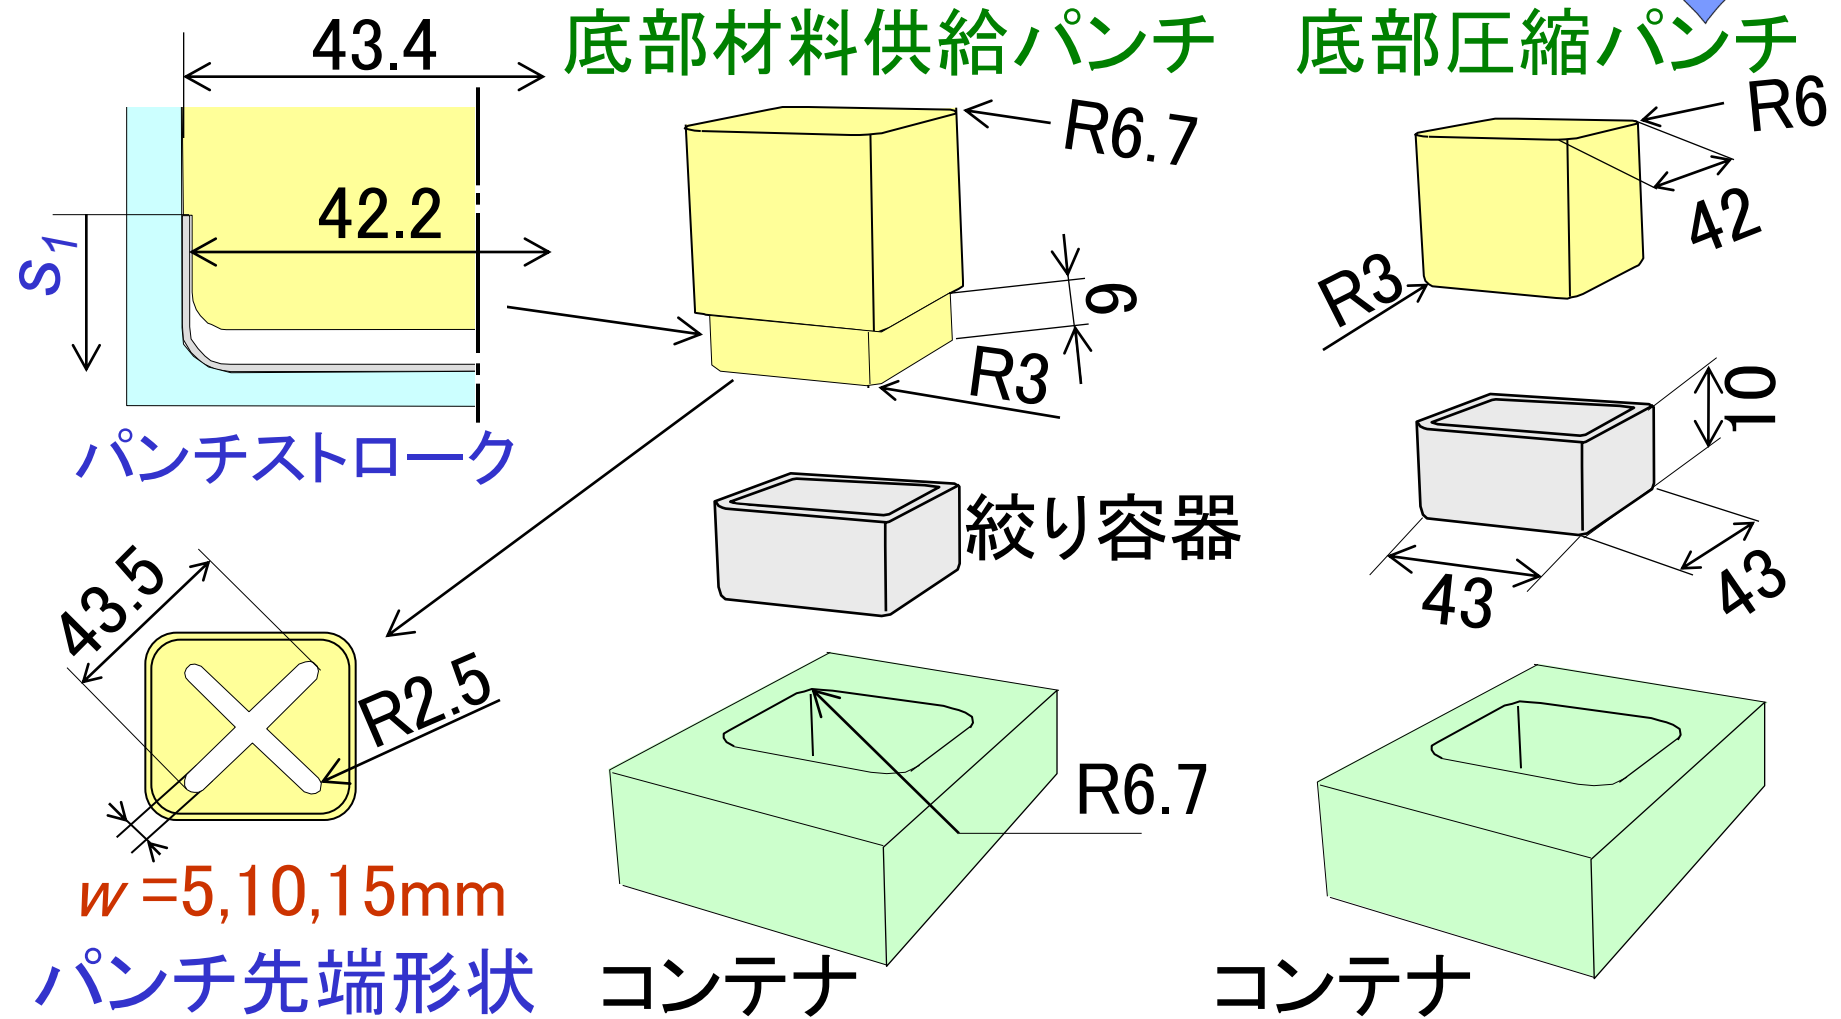 底部材料供給パンチ
底部圧縮パンチ
43.4
42.2
s1
パンチストローク
R6.7
9
R3
R6
42
R3
絞り容器
10
43
43
43.5
R2.5
w=5,10,15mm
パンチ先端形状
R6.7
コンテナ
コンテナ